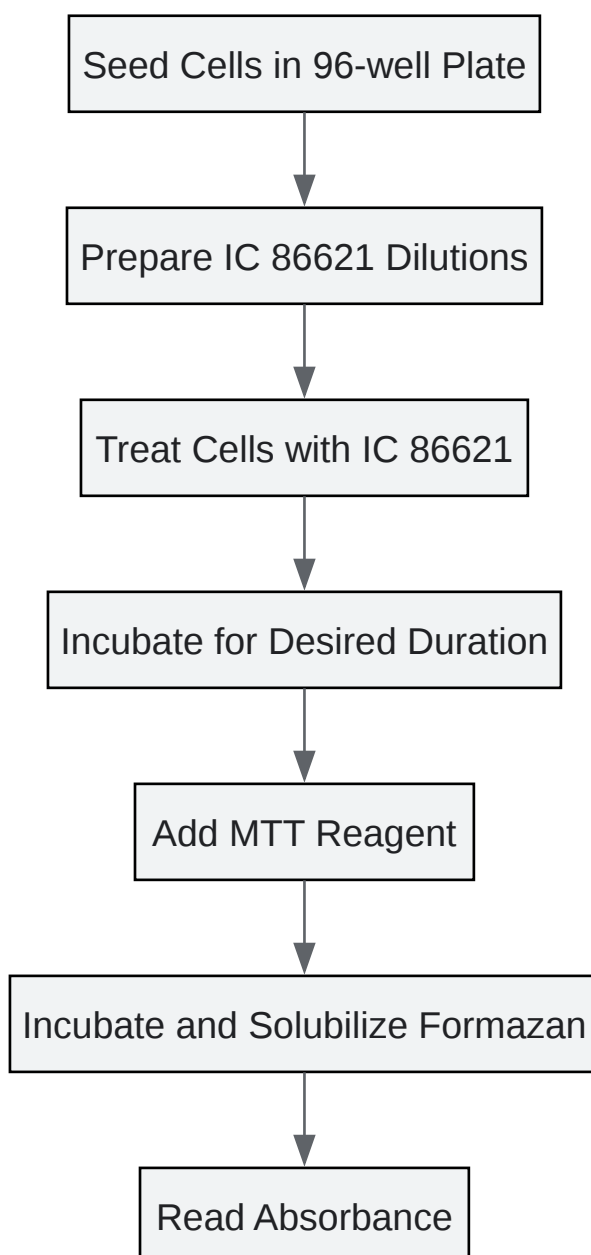 Seed Cells in 96-well Plate
Prepare IC 86621 Dilutions
Treat Cells with IC 86621
Incubate for Desired Duration
Add MTT Reagent
Incubate and Solubilize Formazan
Read Absorbance